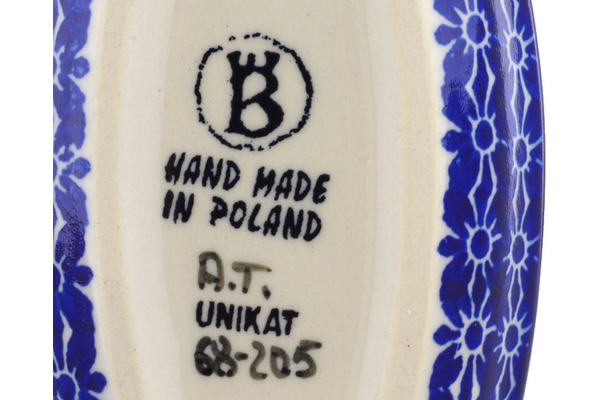 B
HAND MADE
IN POLAND
A.T.
UNIKAT
68-205